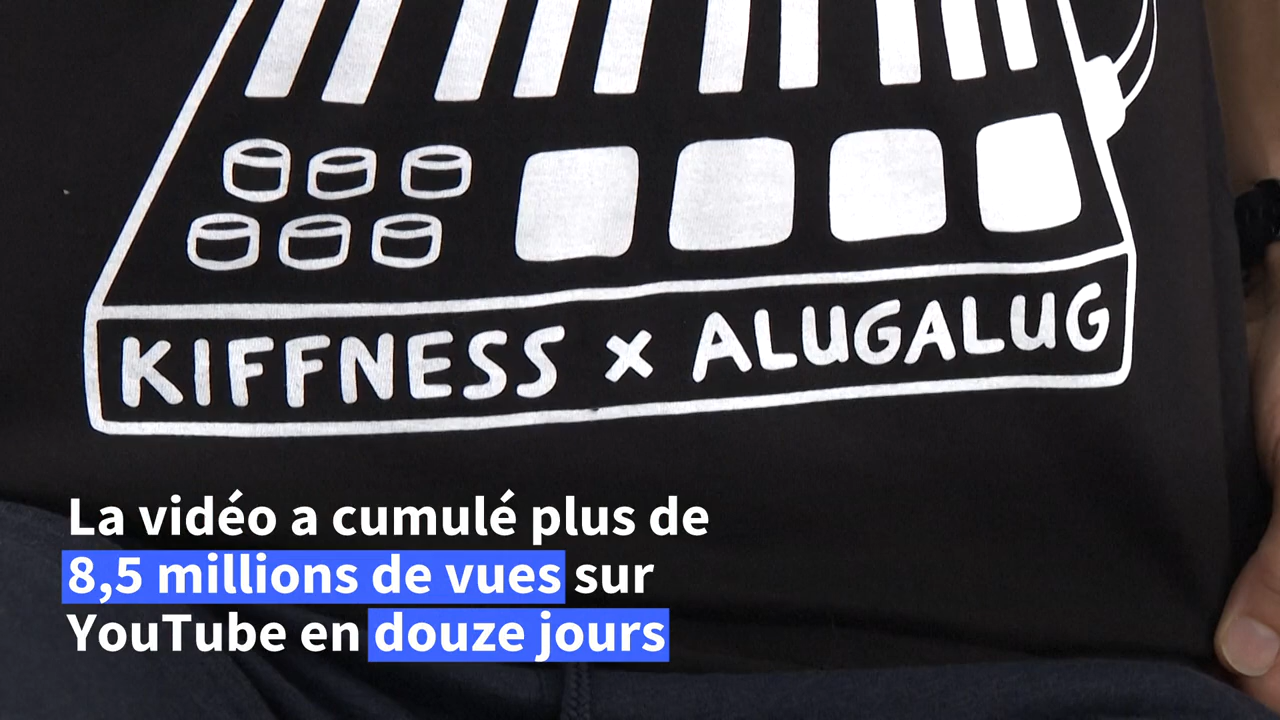 KIFFNESS x ALUGALUG
La vidéo a cumulé plus de
8,5 millions de vues sur
YouTube en douze jours